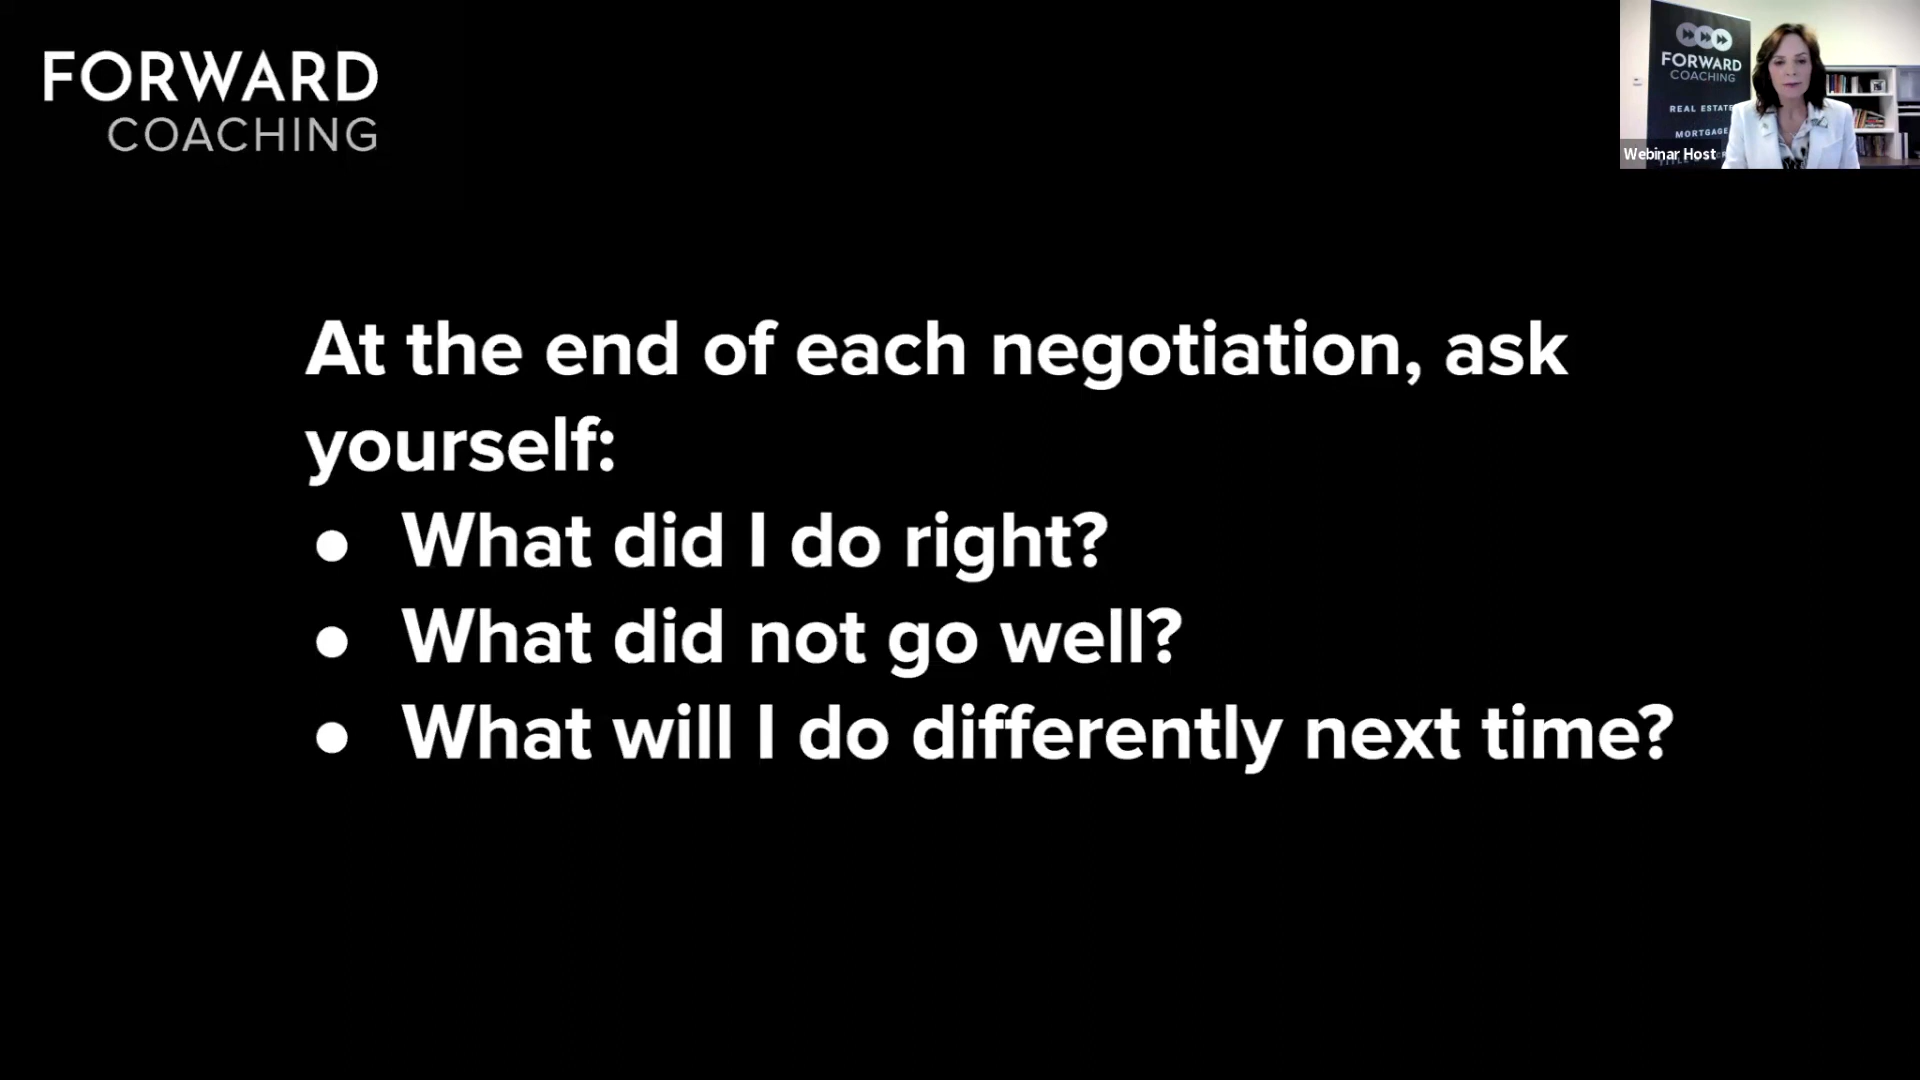 FORWARD
COACHING
FORWARD
COACHING
REAL ESTATE
MORTGAGE
Webinar Host
At the end of each negotiation, ask
yourself:
● What did I do right?
● What did not go well?
● What will I do differently next time?